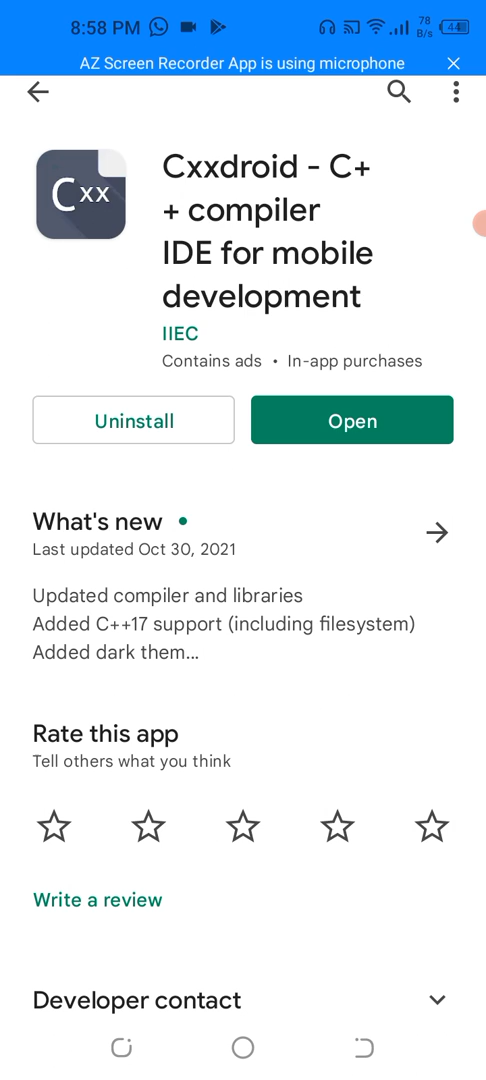 8:58 PM 78 B/s 44
AZ Screen Recorder App is using microphone
Cxx
Cxxdroid - C+
+ compiler
IDE for mobile
development
IIEC
Contains ads • In-app purchases
Uninstall Open
What's new •
Last updated Oct 30, 2021
Updated compiler and libraries
Added C++17 support (including filesystem)
Added dark them...
Rate this app
Tell others what you think
Write a review
Developer contact